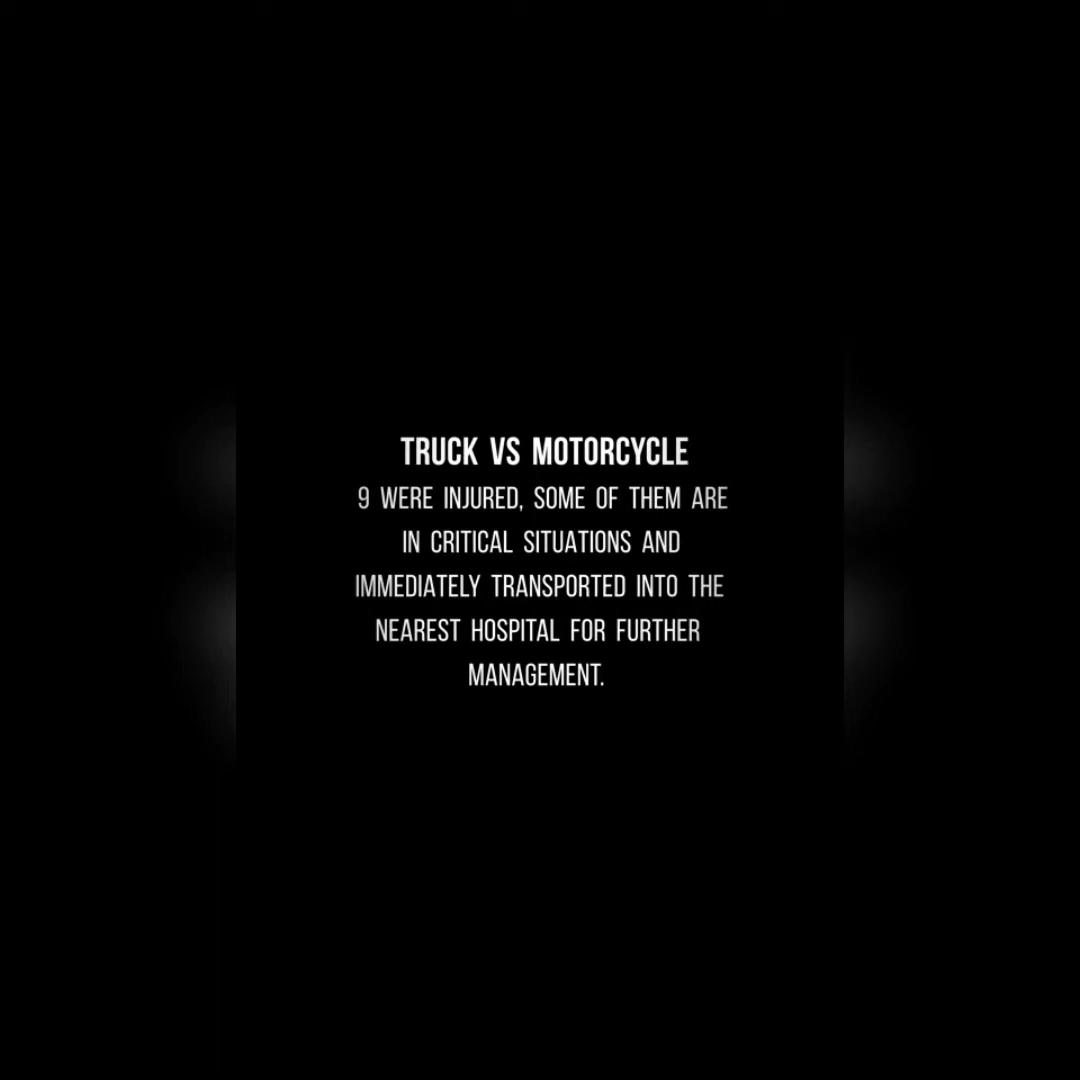 TRUCK VS MOTORCYCLE
9 WERE INJURED, SOME OF THEM ARE
IN CRITICAL SITUATIONS AND
IMMEDIATELY TRANSPORTED INTO THE
NEAREST HOSPITAL FOR FURTHER
MANAGEMENT.